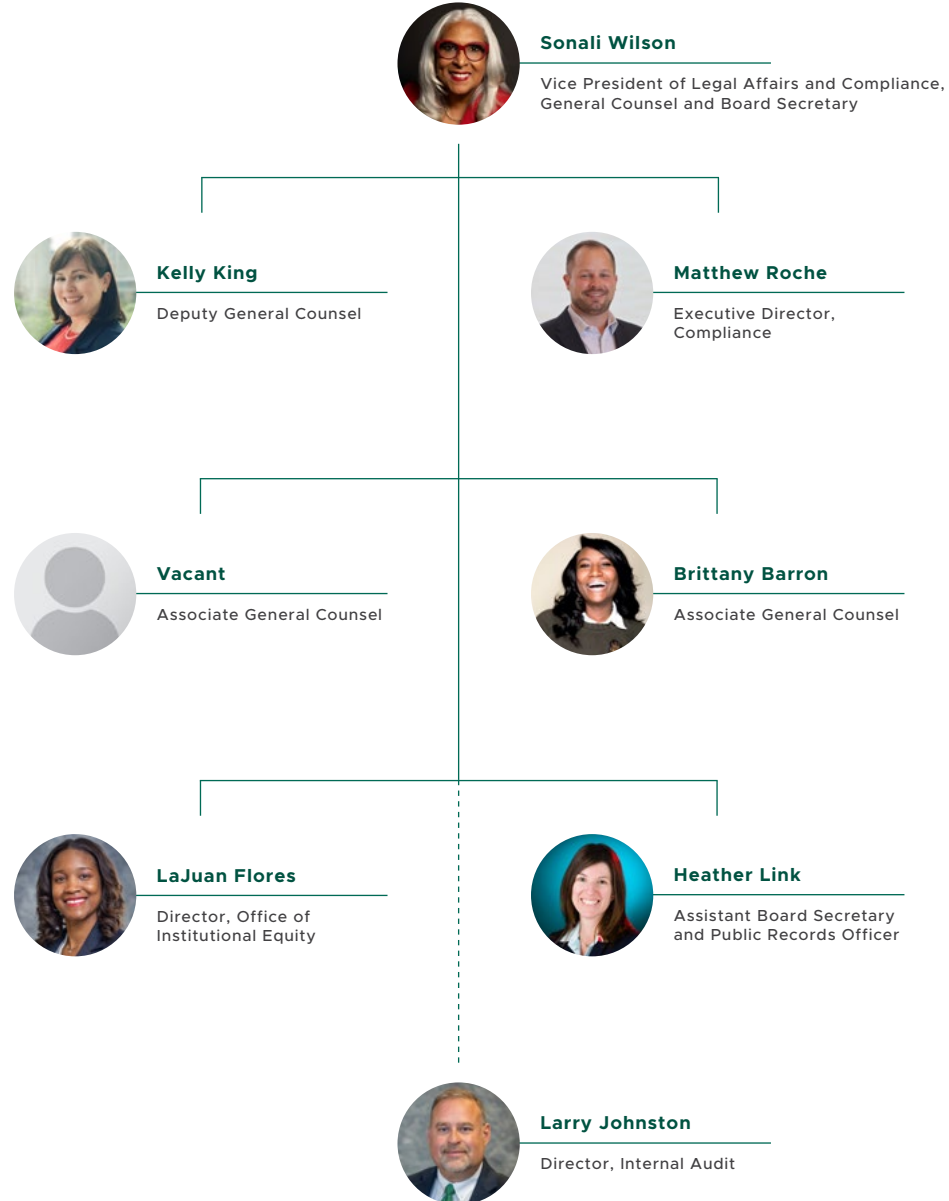 Sonali Wilson
Vice President of Legal Affairs and Compliance,
General Counsel and Board Secretary
Kelly King
Deputy General Counsel
Matthew Roche
Executive Director,
Compliance
Vacant
Associate General Counsel
Brittany Barron
Associate General Counsel
LaJuan Flores
Director, Office of
Institutional Equity
Heather Link
Assistant Board Secretary
and Public Records Officer
Larry Johnston
Director, Internal Audit